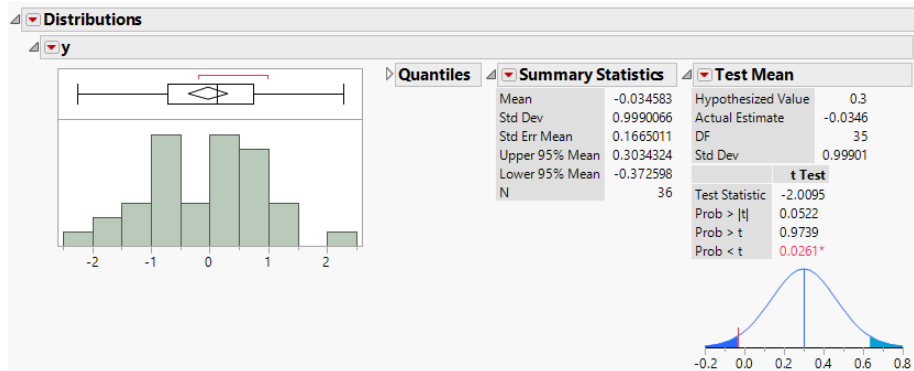 Distributions
y
-2 -1 0 1 2
Quantiles
Summary Statistics
Mean -0.034583
Std Dev 0.9990066
Std Err Mean 0.1665011
Upper 95% Mean 0.3034324
Lower 95% Mean -0.372598
N 36
Test Mean
Hypothesized Value 0.3
Actual Estimate -0.0346
DF 35
Std Dev 0.99901
t Test
Test Statistic -2.0095
Prob > |t| 0.0522
Prob > t 0.9739
Prob < t 0.0261*
-0.2 0.0 0.2 0.4 0.6 0.8